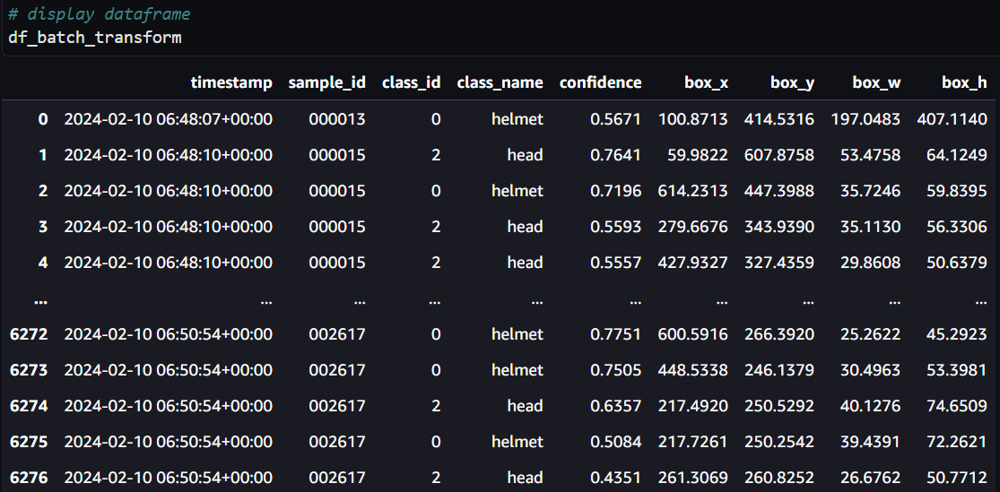 # display dataframe
df_batch_transform
timestamp sample_id class_id class_name confidence box_x box_y box_w box_h
0 2024-02-10 06:48:07+00:00 000013 0 helmet 0.5671 100.8713 414.5316 197.0483 407.1140
1 2024-02-10 06:48:10+00:00 000015 2 head 0.7641 59.9822 607.8758 53.4758 64.1249
2 2024-02-10 06:48:10+00:00 000015 0 helmet 0.7196 614.2313 447.3988 35.7246 59.8395
3 2024-02-10 06:48:10+00:00 000015 2 head 0.5593 279.6676 343.9390 35.1130 56.3306
4 2024-02-10 06:48:10+00:00 000015 2 head 0.5557 427.9327 327.4359 29.8608 50.6379
... ... ... ... ... ... ... ... ... ...
6272 2024-02-10 06:50:54+00:00 002617 0 helmet 0.7751 600.5916 266.3920 25.2622 45.2923
6273 2024-02-10 06:50:54+00:00 002617 0 helmet 0.7505 448.5338 246.1379 30.4963 53.3981
6274 2024-02-10 06:50:54+00:00 002617 2 head 0.6357 217.4920 250.5292 40.1276 74.6509
6275 2024-02-10 06:50:54+00:00 002617 0 helmet 0.5084 217.7261 250.2542 39.4391 72.2621
6276 2024-02-10 06:50:54+00:00 002617 2 head 0.4351 261.3069 260.8252 26.6762 50.7712